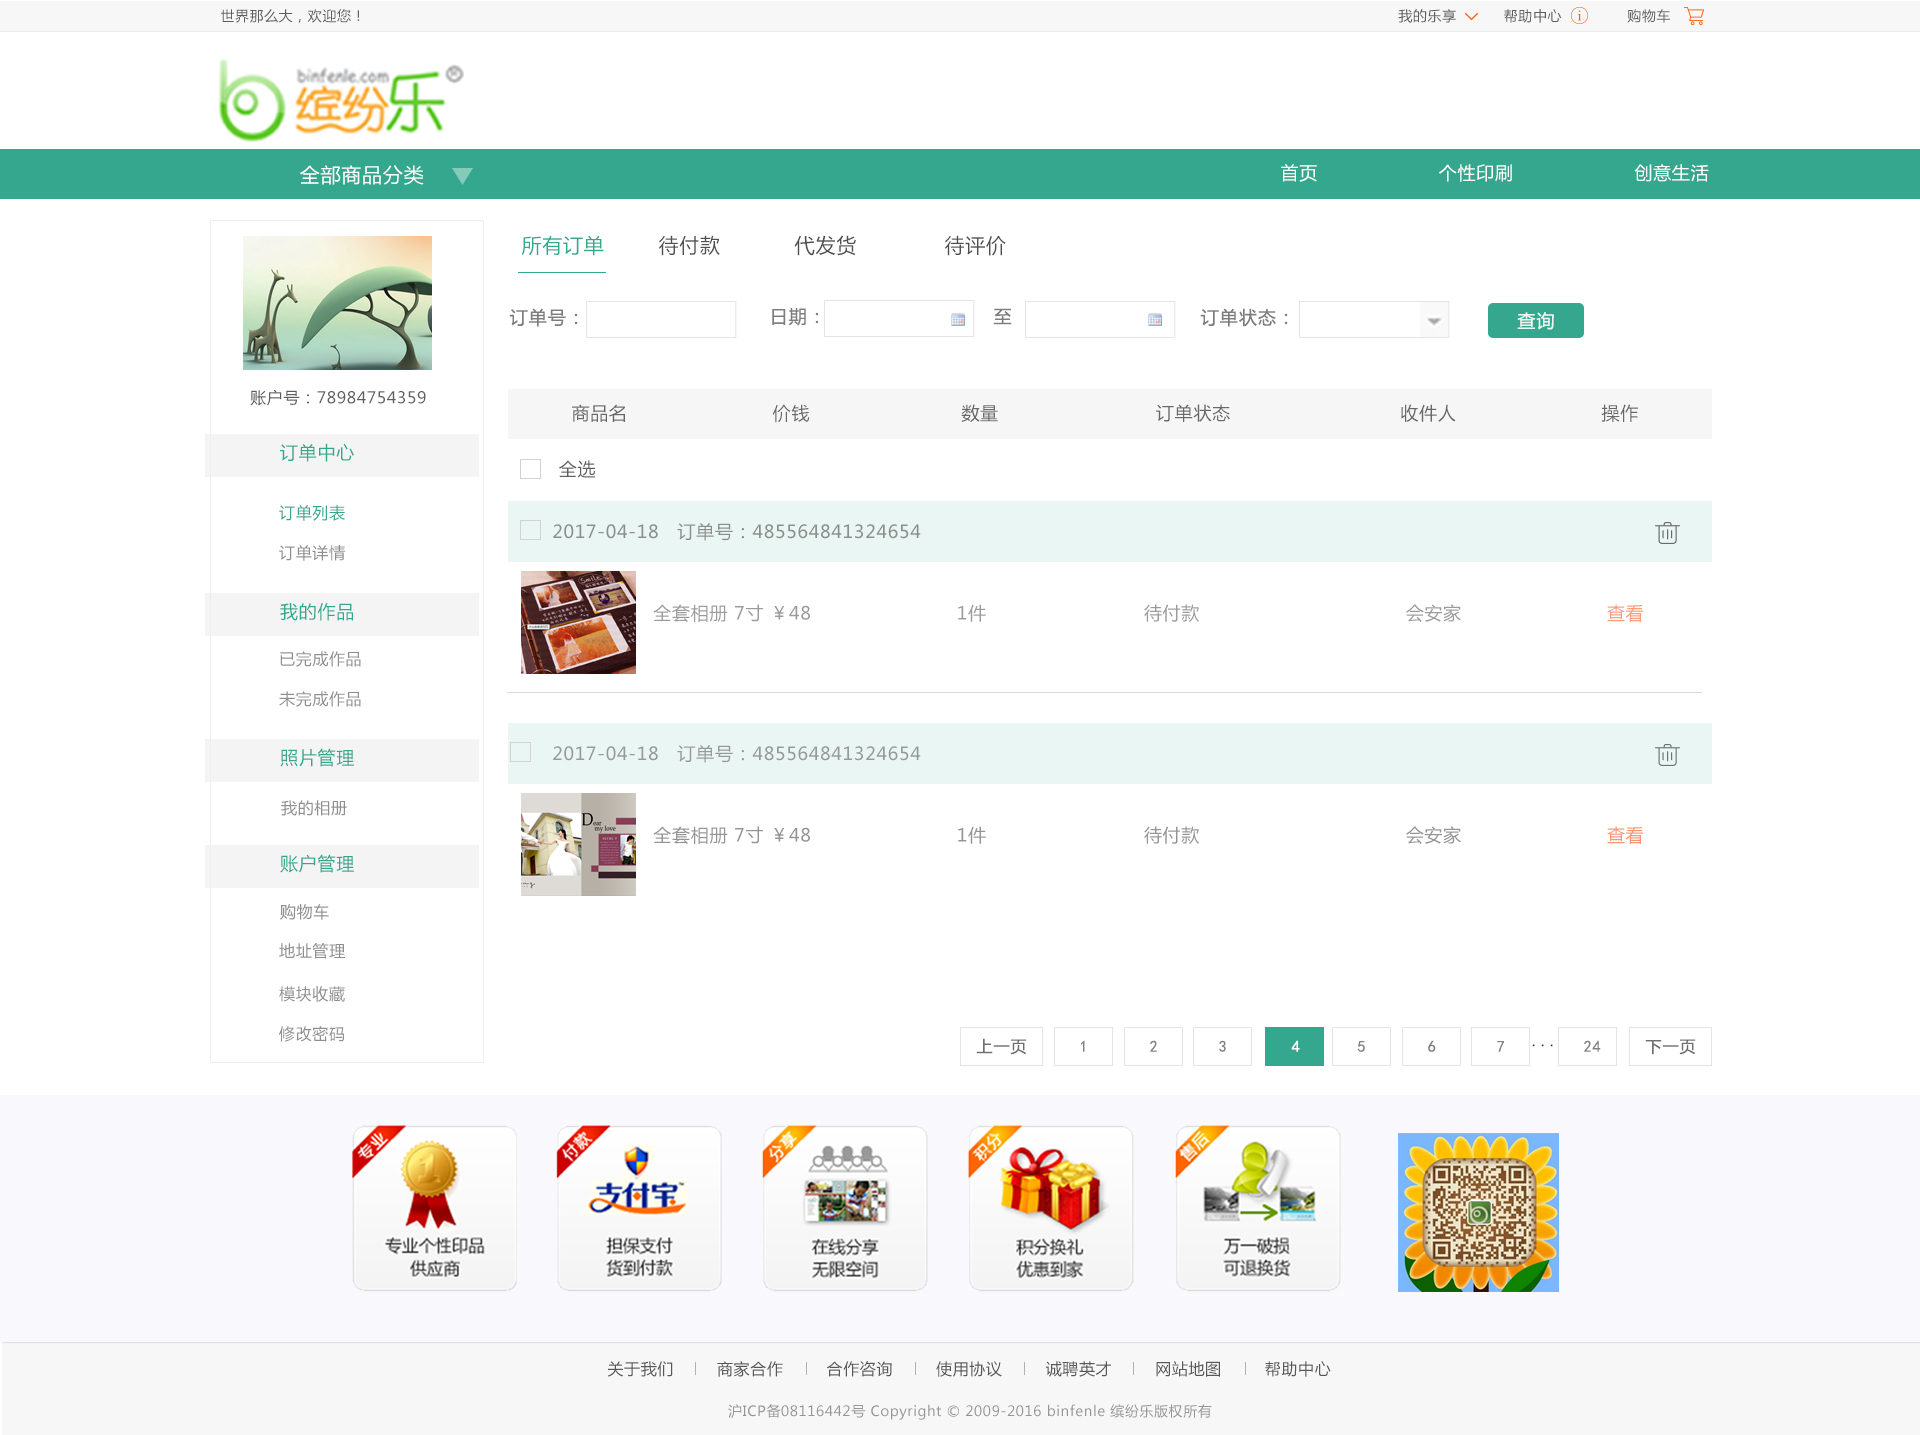 世界那么大，欢迎您！
我的乐享
帮助中心
购物车
binfenle.com
缤纷乐®
全部商品分类
首页
个性印刷
创意生活
账户号：78984754359
订单中心
订单列表
订单详情
我的作品
已完成作品
未完成作品
照片管理
我的相册
账户管理
购物车
地址管理
模块收藏
修改密码
所有订单
待付款
代发货
待评价
订单号：
日期：
至
订单状态：
查询
商品名
价钱
数量
订单状态
收件人
操作
全选
2017-04-18 订单号：485564841324654
Smile
全套相册 7寸 ￥48
1件
待付款
会安家
查看
2017-04-18 订单号：485564841324654
Dear
my love
全套相册 7寸 ￥48
1件
待付款
会安家
查看
上一页
1
2
3
4
5
6
7
···
24
下一页
专业
专业个性印品
供应商
付款
支付宝
担保支付
货到付款
分享
在线分享
无限空间
积分
积分换礼
优惠到家
售后
万一破损
可退换货
关于我们
商家合作
合作咨询
使用协议
诚聘英才
网站地图
帮助中心
沪ICP备08116442号 Copyright © 2009-2016 binfenle 缤纷乐版权所有